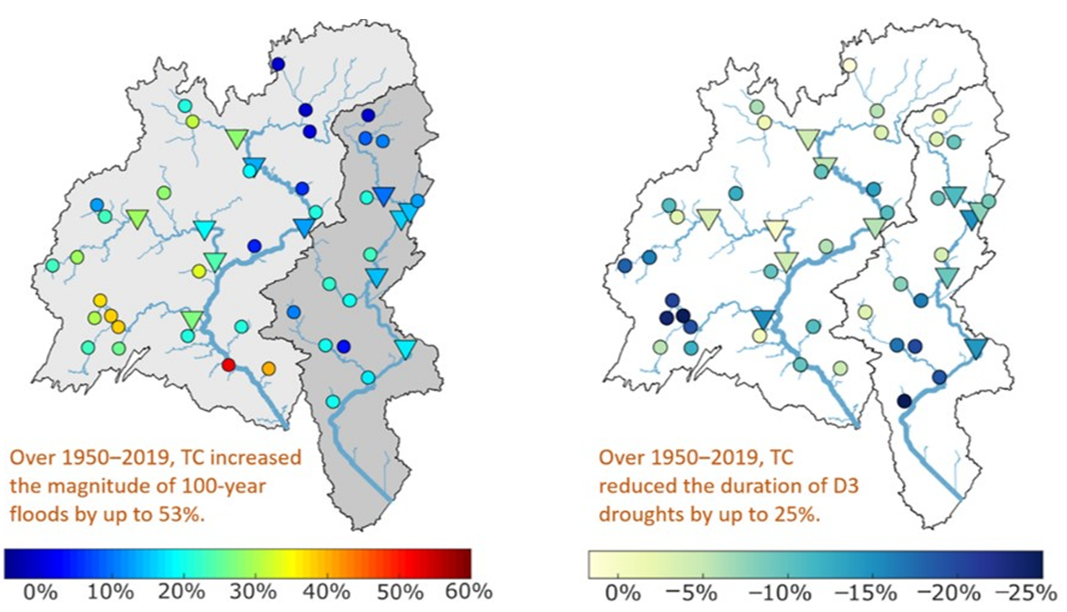 Over 1950–2019, TC increased
the magnitude of 100-year
floods by up to 53%.
0% 10% 20% 30% 40% 50% 60%
Over 1950–2019, TC
reduced the duration of D3
droughts by up to 25%.
0% −5% −10% −15% −20% −25%